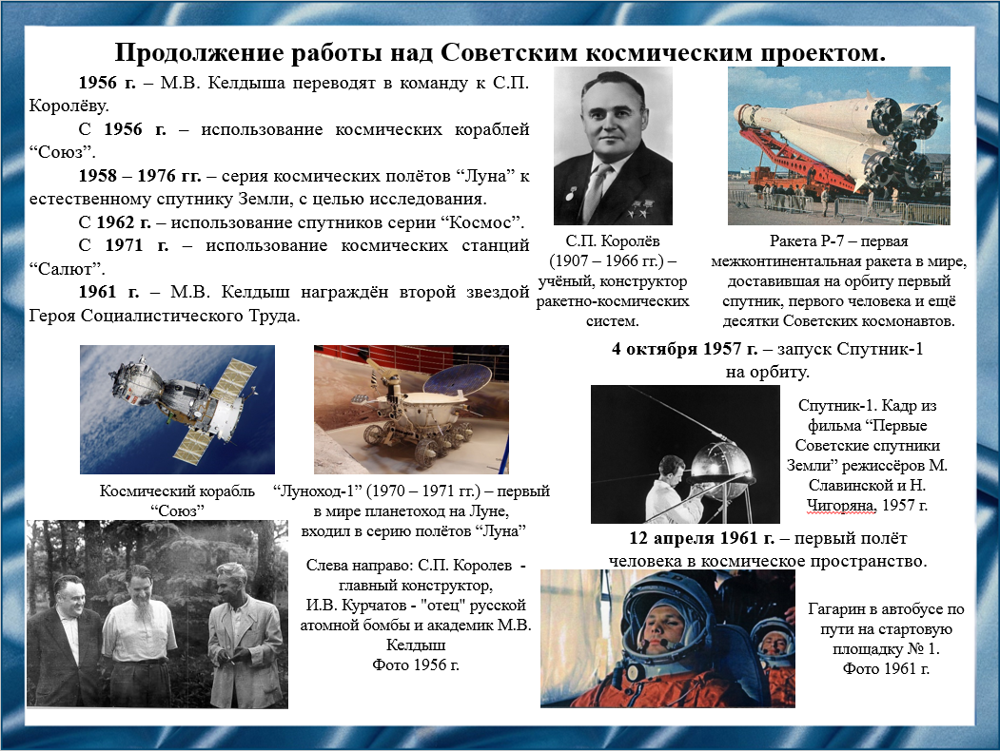 Продолжение работы над Советским космическим проектом.
1956 г. – М.В. Келдыша переводят в команду к С.П.
Королёву.
С 1956 г. – использование космических кораблей
“Союз”.
1958 – 1976 гг. – серия космических полётов “Луна” к
естественному спутнику Земли, с целью исследования.
С 1962 г. – использование спутников серии “Космос”.
С 1971 г. – использование космических станций
“Салют”.
1961 г. – М.В. Келдыш награждён второй звездой
Героя Социалистического Труда.
С.П. Королёв
(1907 – 1966 гг.) –
учёный, конструктор
ракетно-космических
систем.
Ракета Р-7 – первая
межконтинентальная ракета в мире,
доставившая на орбиту первый
спутник, первого человека и ещё
десятки Советских космонавтов.
4 октября 1957 г. – запуск Спутник-1
на орбиту.
Спутник-1. Кадр из
фильма “Первые
Советские спутники
Земли” режиссёров М.
Славинской и Н.
Чигоряна, 1957 г.
Космический корабль
“Союз”
“Луноход-1” (1970 – 1971 гг.) – первый
в мире планетоход на Луне,
входил в серию полётов “Луна”
Слева направо: С.П. Королев -
главный конструктор,
И.В. Курчатов - "отец" русской
атомной бомбы и академик М.В.
Келдыш
Фото 1956 г.
12 апреля 1961 г. – первый полёт
человека в космическое пространство.
Гагарин в автобусе по
пути на стартовую
площадку № 1.
Фото 1961 г.